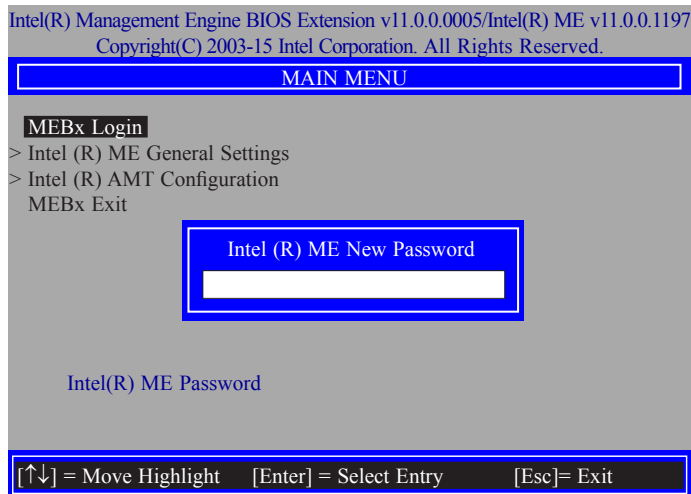 Intel(R) Management Engine BIOS Extension v11.0.0.0005/Intel(R) ME v11.0.0.1197
Copyright(C) 2003-15 Intel Corporation. All Rights Reserved.
MAIN MENU
MEBx Login
> Intel (R) ME General Settings
> Intel (R) AMT Configuration
MEBx Exit
Intel (R) ME New Password
Intel(R) ME Password
[↑↓] = Move Highlight [Enter] = Select Entry [Esc]= Exit